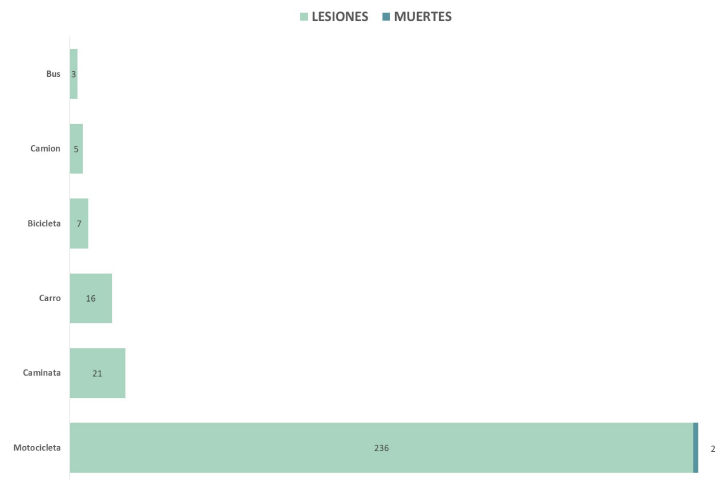 LESIONES MUERTES
Bus 3
Camion 5
Bicicleta 7
Carro 16
Caminata 21
Motocicleta 236 2